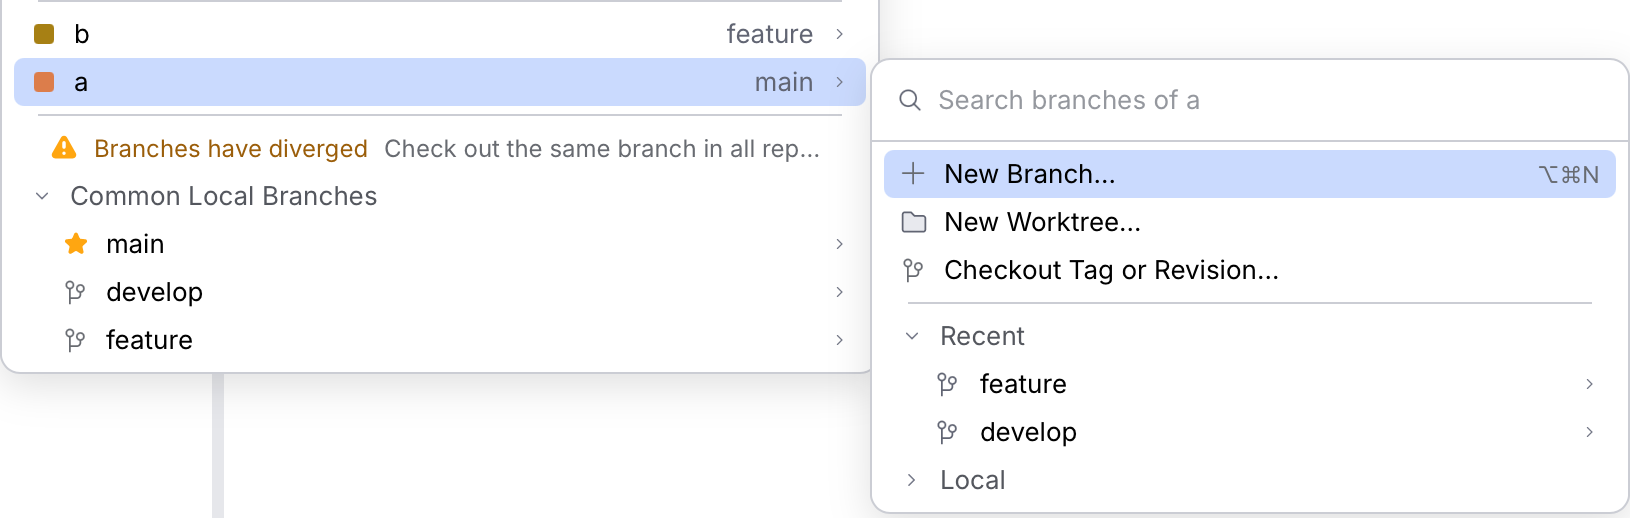 b feature
a main
Branches have diverged Check out the same branch in all rep...
Common Local Branches
main
develop
feature
Search branches of a
New Branch... ⌥⌘N
New Worktree...
Checkout Tag or Revision...
Recent
feature
develop
Local